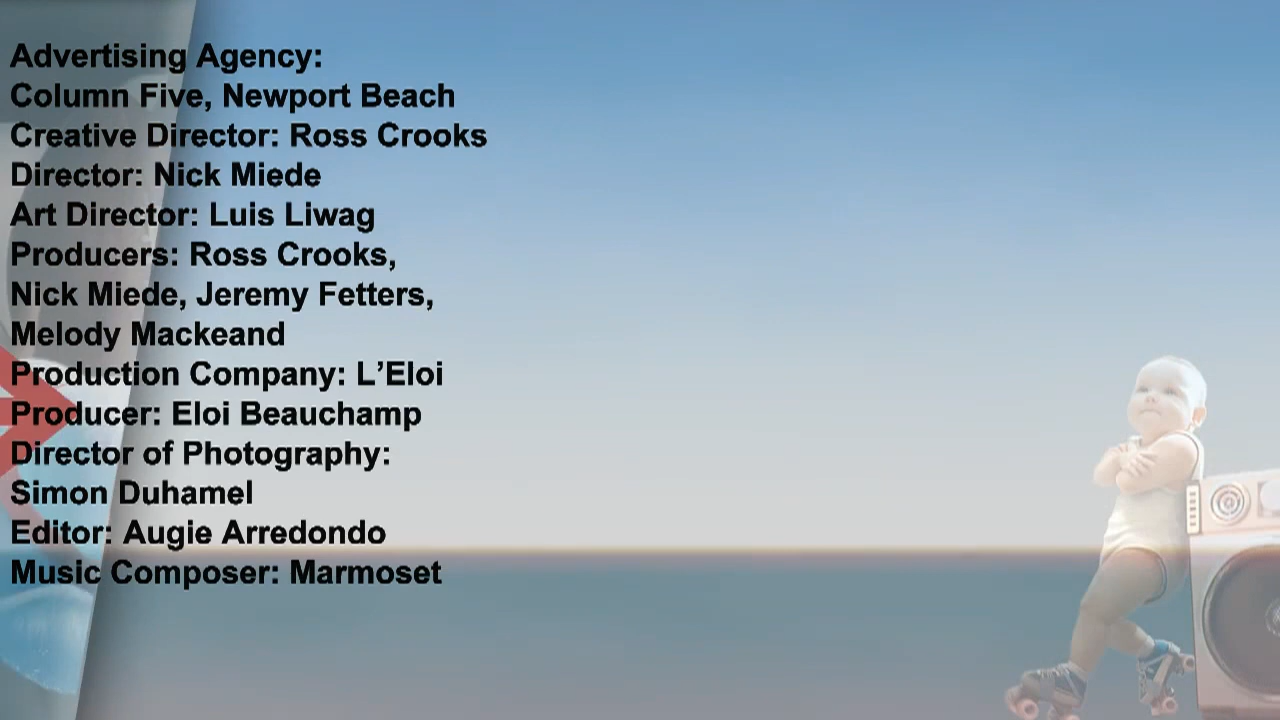 Advertising Agency:
Column Five, Newport Beach
Creative Director: Ross Crooks
Director: Nick Miede
Art Director: Luis Liwag
Producers: Ross Crooks,
Nick Miede, Jeremy Fetters,
Melody Mackeand
Production Company: L’Eloi
Producer: Eloi Beauchamp
Director of Photography:
Simon Duhamel
Editor: Augie Arredondo
Music Composer: Marmoset